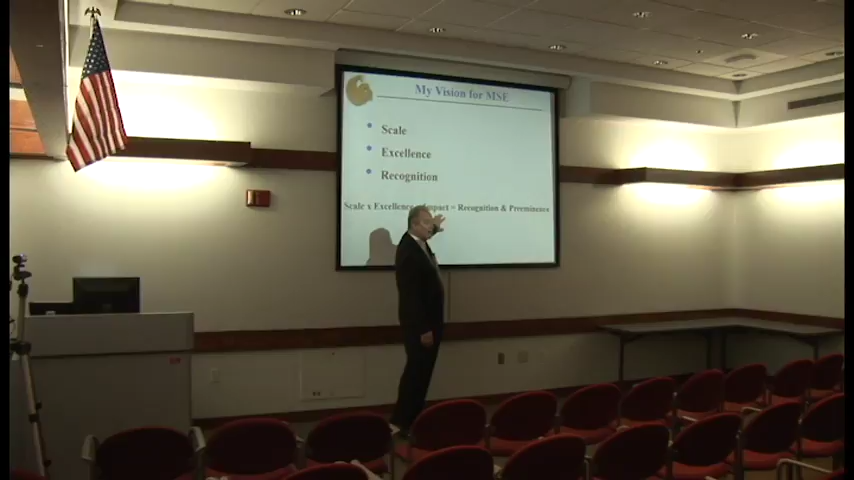 My Vision for MSE
Scale
Excellence
Recognition
Scale x Excellence = Impact = Recognition & Preeminence